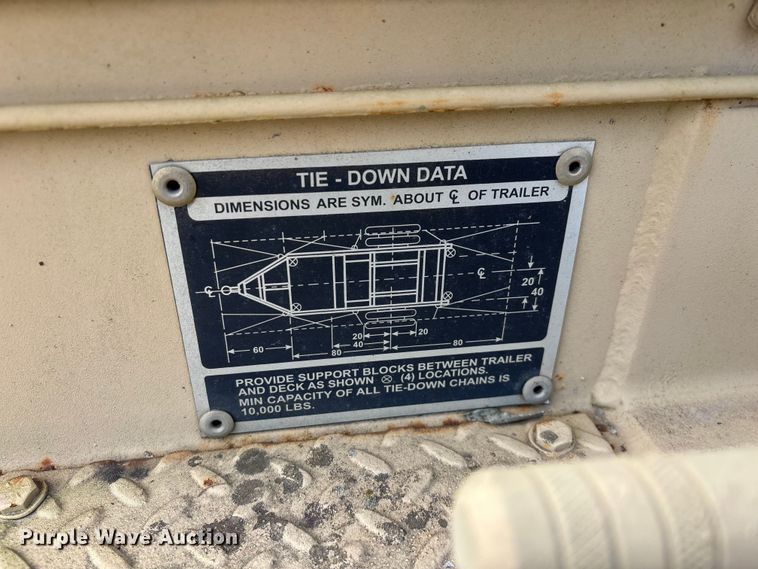 TIE - DOWN DATA
DIMENSIONS ARE SYM. ABOUT ℄ OF TRAILER
℄
℄
20
40
20
20
40
60
80
80
PROVIDE SUPPORT BLOCKS BETWEEN TRAILER
AND DECK AS SHOWN ⊗ (4) LOCATIONS.
MIN CAPACITY OF ALL TIE-DOWN CHAINS IS
10,000 LBS.
Purple Wave Auction